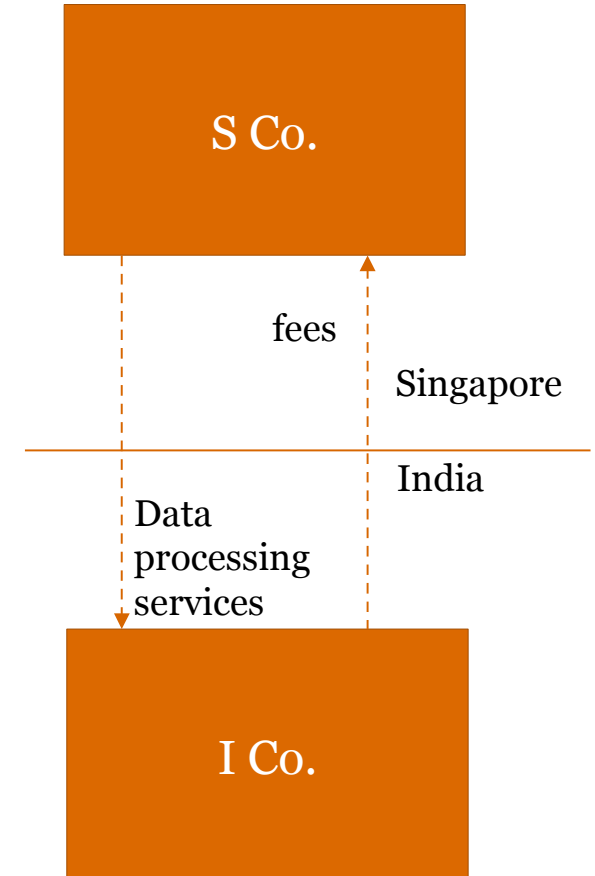 S Co.
fees
Singapore
India
Data
processing
services
I Co.